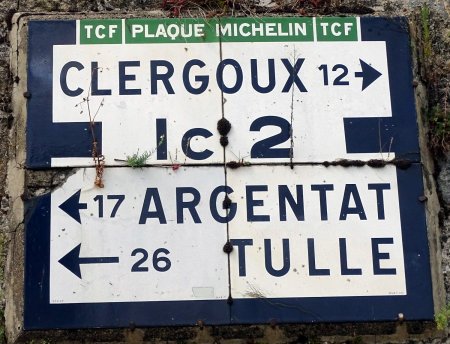 TCF PLAQUE MICHELIN TCF
CLERGOUX 12 →
Ic 2
← 17 ARGENTAT
← 26 TULLE